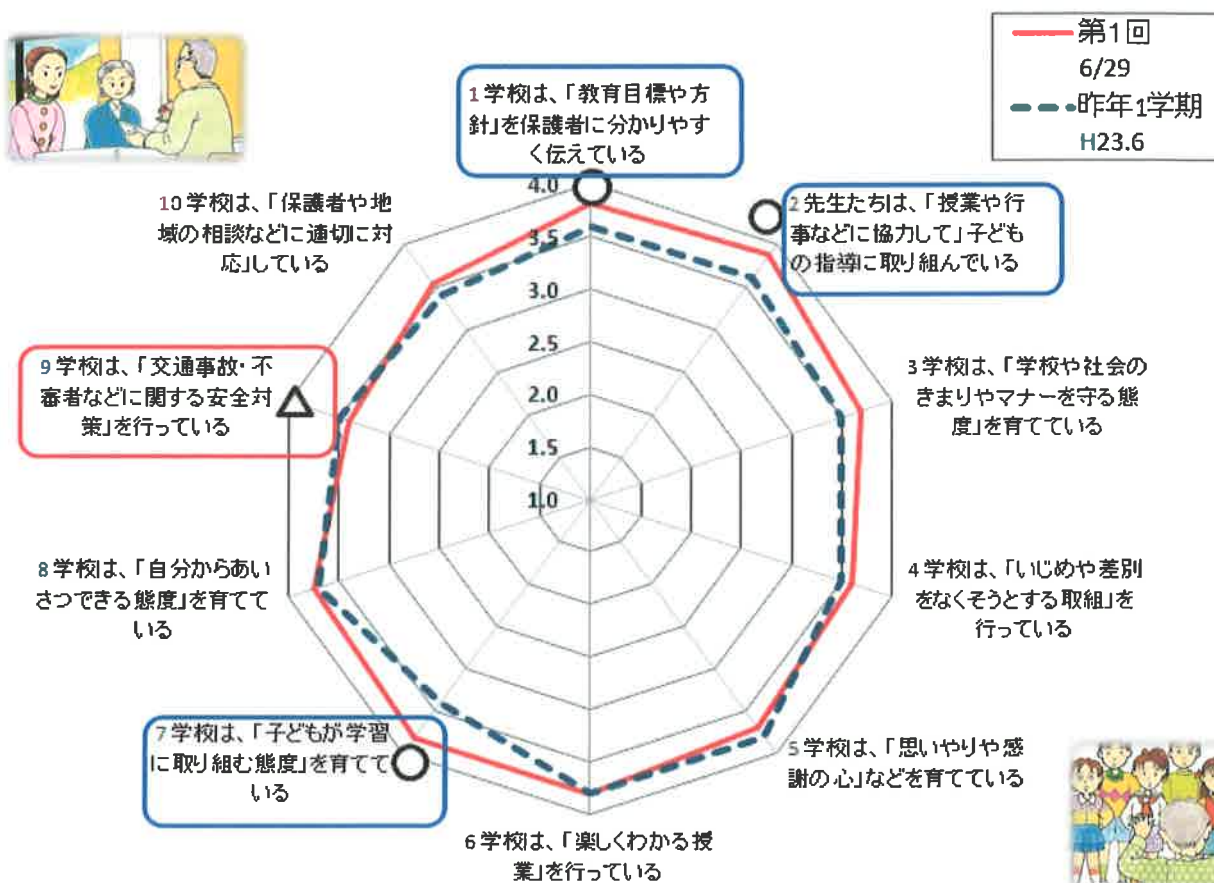 第1回
6/29
昨年1学期
H23.6
1学校は、「教育目標や方
針」を保護者に分かりやす
く伝えている
2先生たちは、「授業や行
事などに協力して」子ども
の指導に取り組んでいる
3学校は、「学校や社会の
きまりやマナーを守る態
度」を育てている
4学校は、「いじめや差別
をなくそうとする取組」を
行っている
5学校は、「思いやりや感
謝の心」などを育てている
6学校は、「楽しくわかる授
業」を行っている
7学校は、「子どもが学習
に取り組む態度」を育てて
いる
8学校は、「自分からあい
さつできる態度」を育てて
いる
9学校は、「交通事故・不
審者などに関する安全対
策」を行っている
10学校は、「保護者や地
域の相談などに適切に対
応」している
4.0
3.5
3.0
2.5
2.0
1.5
1.0